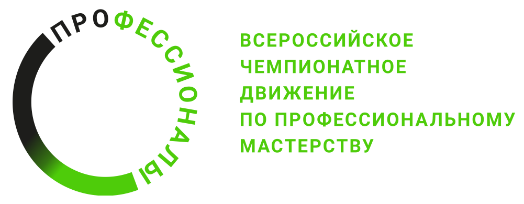 ПРОФЕССИОНАЛЫ
ВСЕРОССИЙСКОЕ
ЧЕМПИОНАТНОЕ
ДВИЖЕНИЕ
ПО ПРОФЕССИОНАЛЬНОМУ
МАСТЕРСТВУ